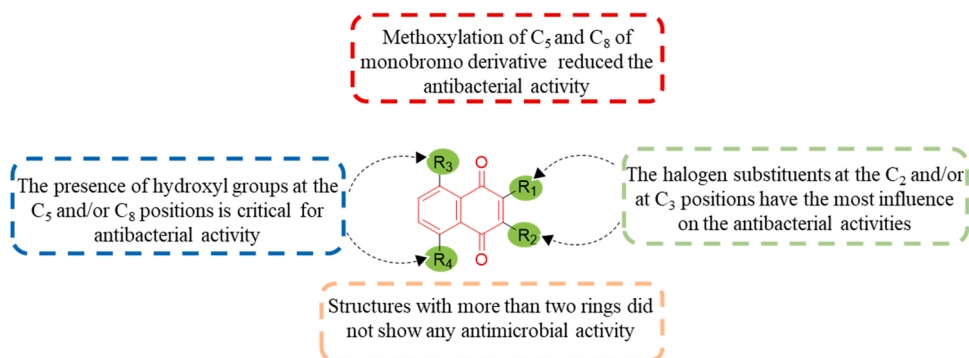 Methoxylation of C₅ and C₈ of
monobromo derivative reduced the
antibacterial activity
The presence of hydroxyl groups at the
C₅ and/or C₈ positions is critical for
antibacterial activity
R₃
O
R₁
R₂
R₄
O
The halogen substituents at the C₂ and/or
at C₃ positions have the most influence
on the antibacterial activities
Structures with more than two rings did
not show any antimicrobial activity